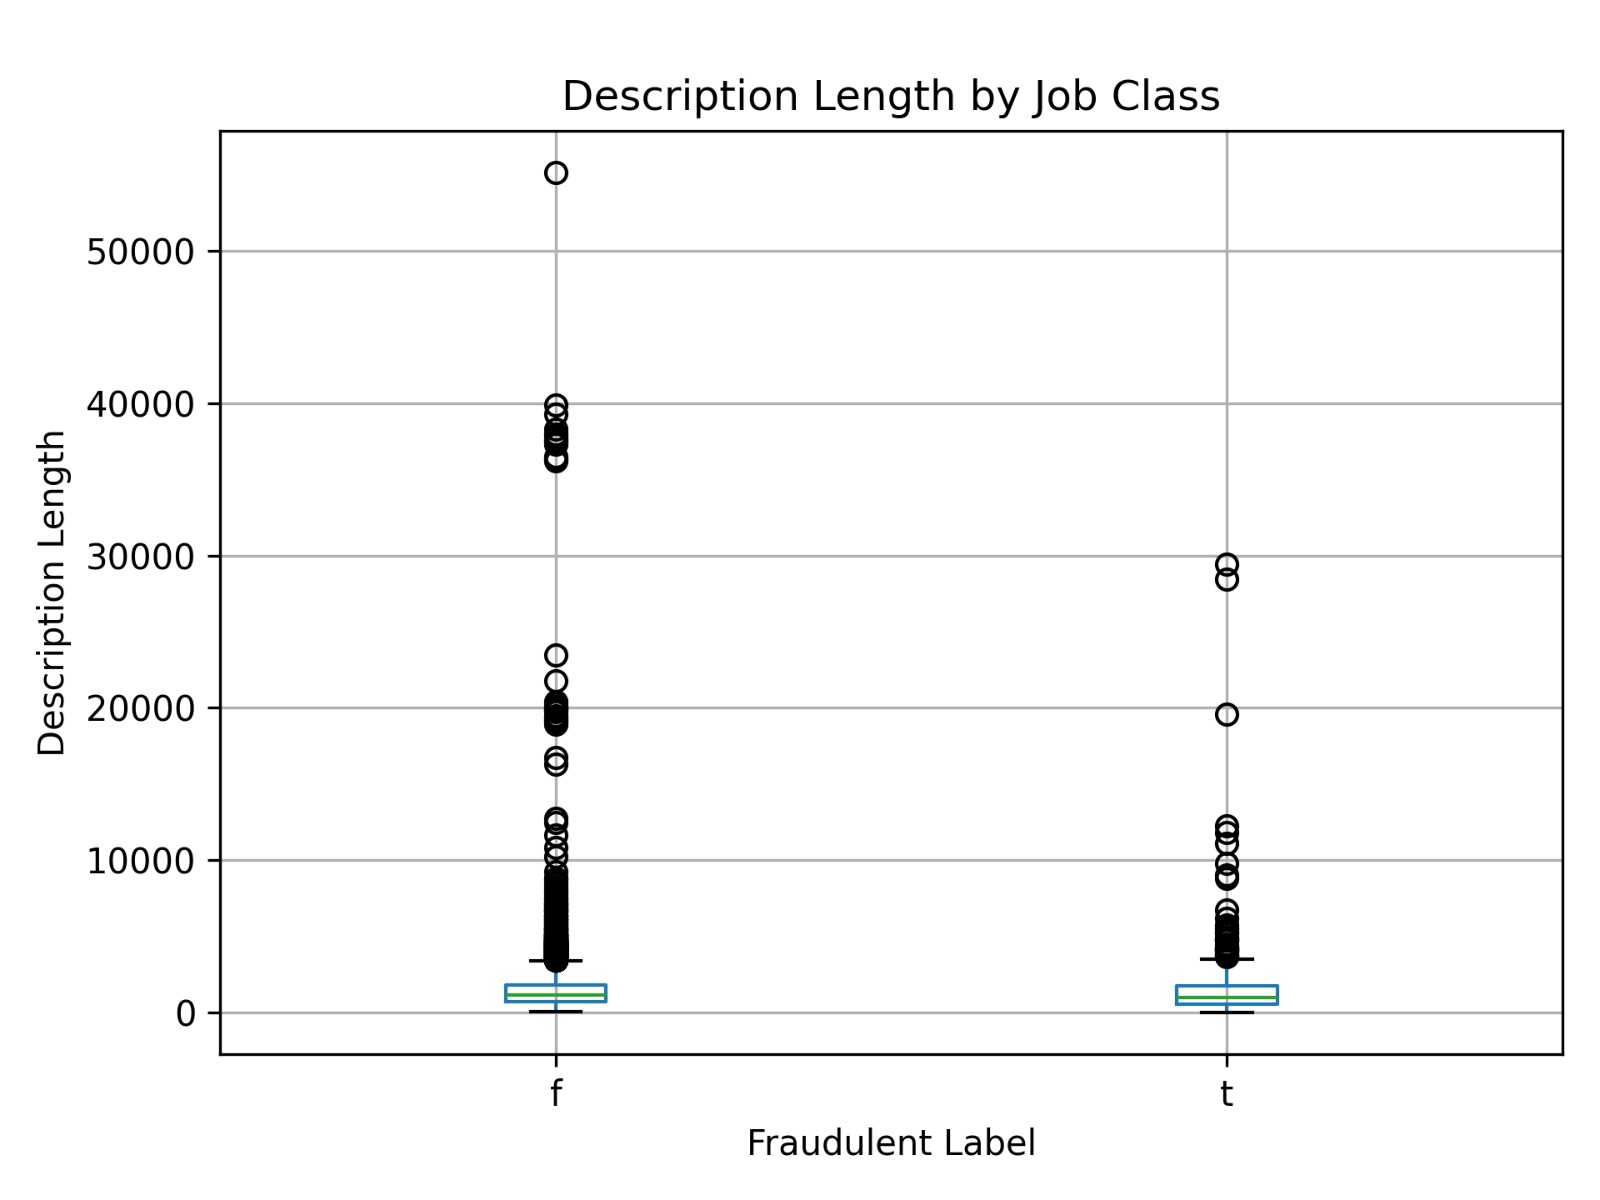 Description Length by Job Class
Description Length
50000
40000
30000
20000
10000
0
f
t
Fraudulent Label